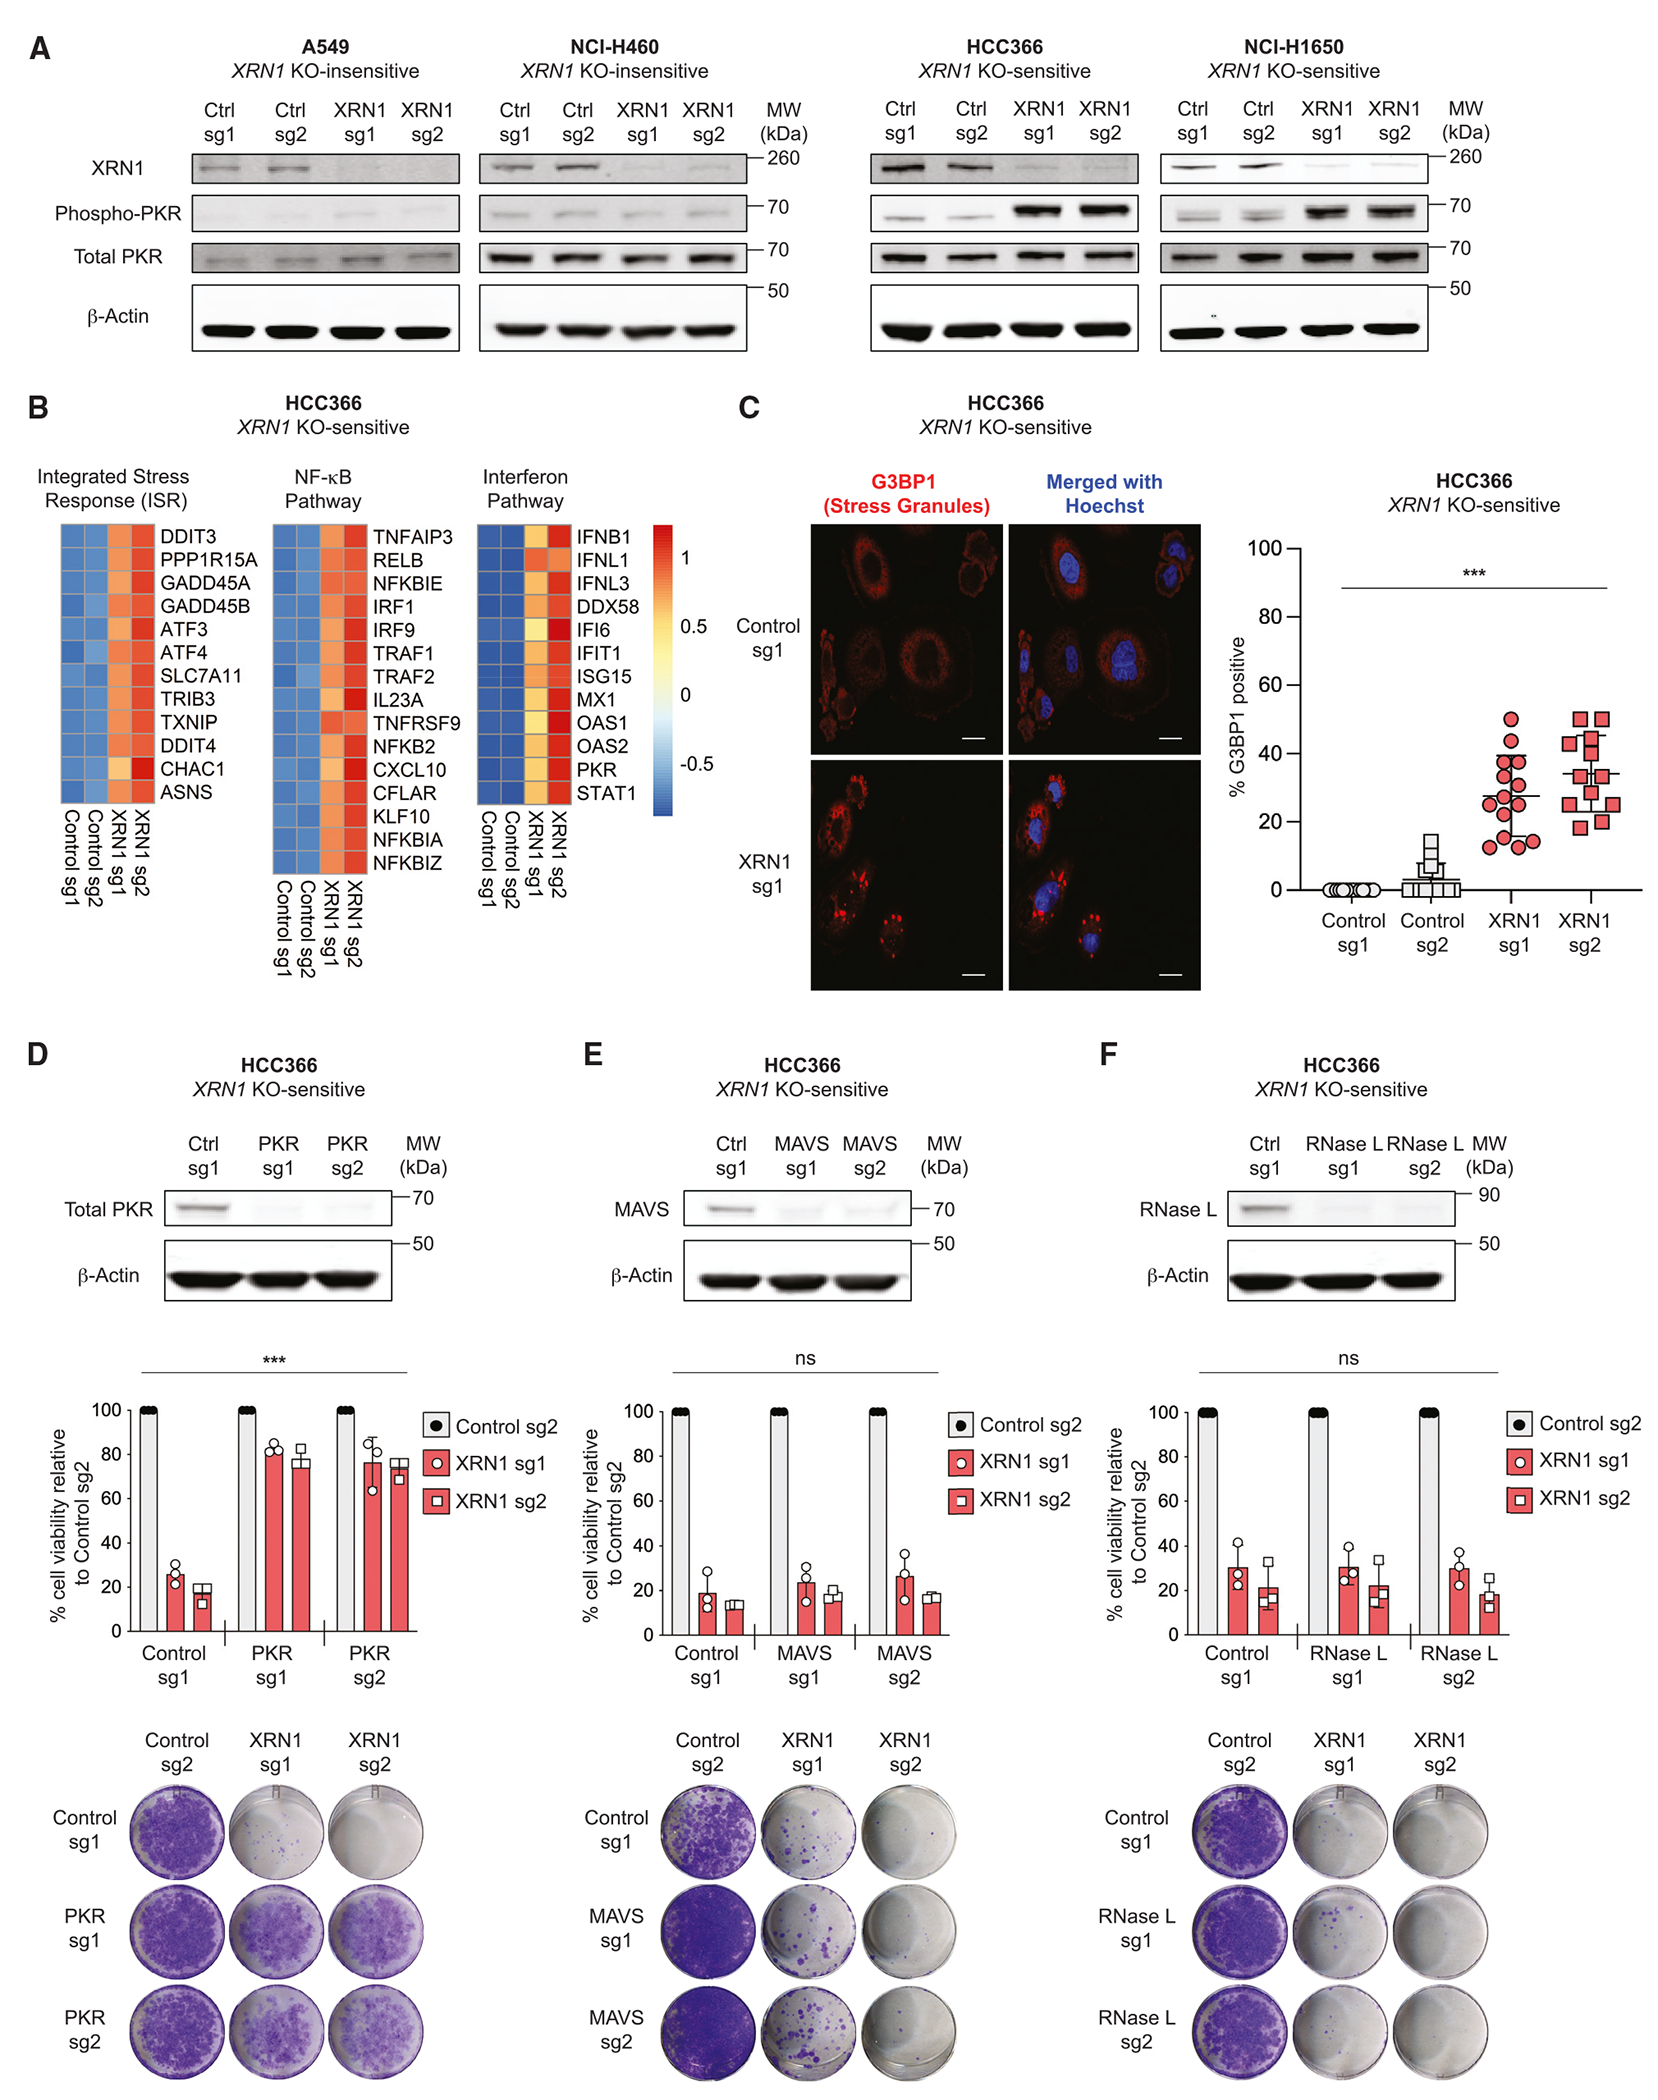 A
A549
XRN1 KO-insensitive
NCI-H460
XRN1 KO-insensitive
HCC366
XRN1 KO-sensitive
NCI-H1650
XRN1 KO-sensitive
Ctrl sg1
Ctrl sg2
XRN1 sg1
XRN1 sg2
Ctrl sg1
Ctrl sg2
XRN1 sg1
XRN1 sg2
MW (kDa)
Ctrl sg1
Ctrl sg2
XRN1 sg1
XRN1 sg2
Ctrl sg1
Ctrl sg2
XRN1 sg1
XRN1 sg2
MW (kDa)
XRN1
260
260
Phospho-PKR
70
70
Total PKR
70
70
β-Actin
50
50
B
HCC366
XRN1 KO-sensitive
Integrated Stress
Response (ISR)
DDIT3
PPP1R15A
GADD45A
GADD45B
ATF3
ATF4
SLC7A11
TRIB3
TXNIP
DDIT4
CHAC1
ASNS
Control sg1
Control sg2
XRN1 sg1
XRN1 sg2
NF-κB
Pathway
TNFAIP3
RELB
NFKBIE
IRF1
IRF9
TRAF1
TRAF2
IL23A
TNFRSF9
NFKB2
CXCL10
CFLAR
KLF10
NFKBIA
NFKBIZ
Control sg1
Control sg2
XRN1 sg1
XRN1 sg2
Interferon
Pathway
IFNB1
IFNL1
IFNL3
DDX58
IFI6
IFIT1
ISG15
MX1
OAS1
OAS2
PKR
STAT1
Control sg1
Control sg2
XRN1 sg1
XRN1 sg2
1
0.5
0
-0.5
C
HCC366
XRN1 KO-sensitive
G3BP1
(Stress Granules)
Merged with
Hoechst
Control
sg1
XRN1
sg1
HCC366
XRN1 KO-sensitive
***
% G3BP1 positive
100
80
60
40
20
0
Control sg1
Control sg2
XRN1 sg1
XRN1 sg2
D
HCC366
XRN1 KO-sensitive
Ctrl sg1
PKR sg1
PKR sg2
MW (kDa)
Total PKR
70
β-Actin
50
***
% cell viability relative
to Control sg2
100
80
60
40
20
0
Control sg2
XRN1 sg1
XRN1 sg2
Control sg1
PKR sg1
PKR sg2
Control sg2
XRN1 sg1
XRN1 sg2
Control sg1
PKR sg1
PKR sg2
E
HCC366
XRN1 KO-sensitive
Ctrl sg1
MAVS sg1
MAVS sg2
MW (kDa)
MAVS
70
β-Actin
50
ns
% cell viability relative
to Control sg2
100
80
60
40
20
0
Control sg2
XRN1 sg1
XRN1 sg2
Control sg1
MAVS sg1
MAVS sg2
Control sg2
XRN1 sg1
XRN1 sg2
Control sg1
MAVS sg1
MAVS sg2
F
HCC366
XRN1 KO-sensitive
Ctrl sg1
RNase L sg1
RNase L sg2
MW (kDa)
RNase L
90
β-Actin
50
ns
% cell viability relative
to Control sg2
100
80
60
40
20
0
Control sg2
XRN1 sg1
XRN1 sg2
Control sg1
RNase L sg1
RNase L sg2
Control sg2
XRN1 sg1
XRN1 sg2
Control sg1
RNase L sg1
RNase L sg2